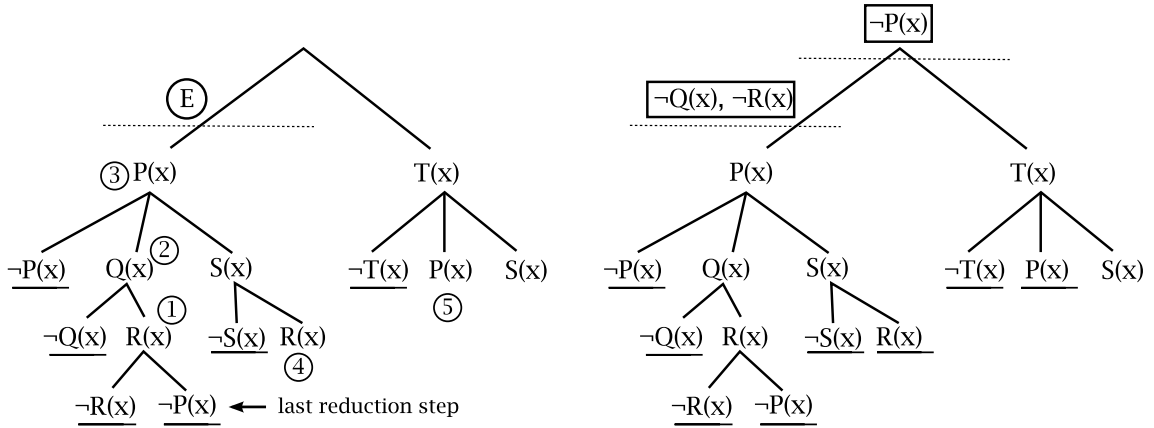 ¬P(x)
E
¬Q(x), ¬R(x)
③ P(x) T(x) P(x) T(x)
¬P(x) Q(x) ② S(x) ¬T(x) P(x) S(x) ¬P(x) Q(x) S(x) ¬T(x) P(x) S(x)
① ⑤
¬Q(x) R(x) ¬S(x) R(x) ¬Q(x) R(x) ¬S(x) R(x)
④
¬R(x) ¬P(x) last reduction step ¬R(x) ¬P(x)